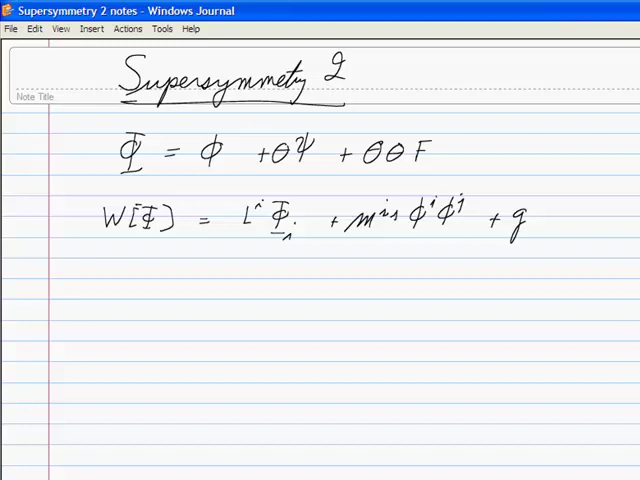 Supersymmetry 2 notes - Windows Journal
File Edit View Insert Actions Tools Help
Supersymmetry 2
Note Title
Φ = ϕ + θψ + θθF
W[Φ] = L^i Φ_i + m^{ij} ϕ^i ϕ^j + g